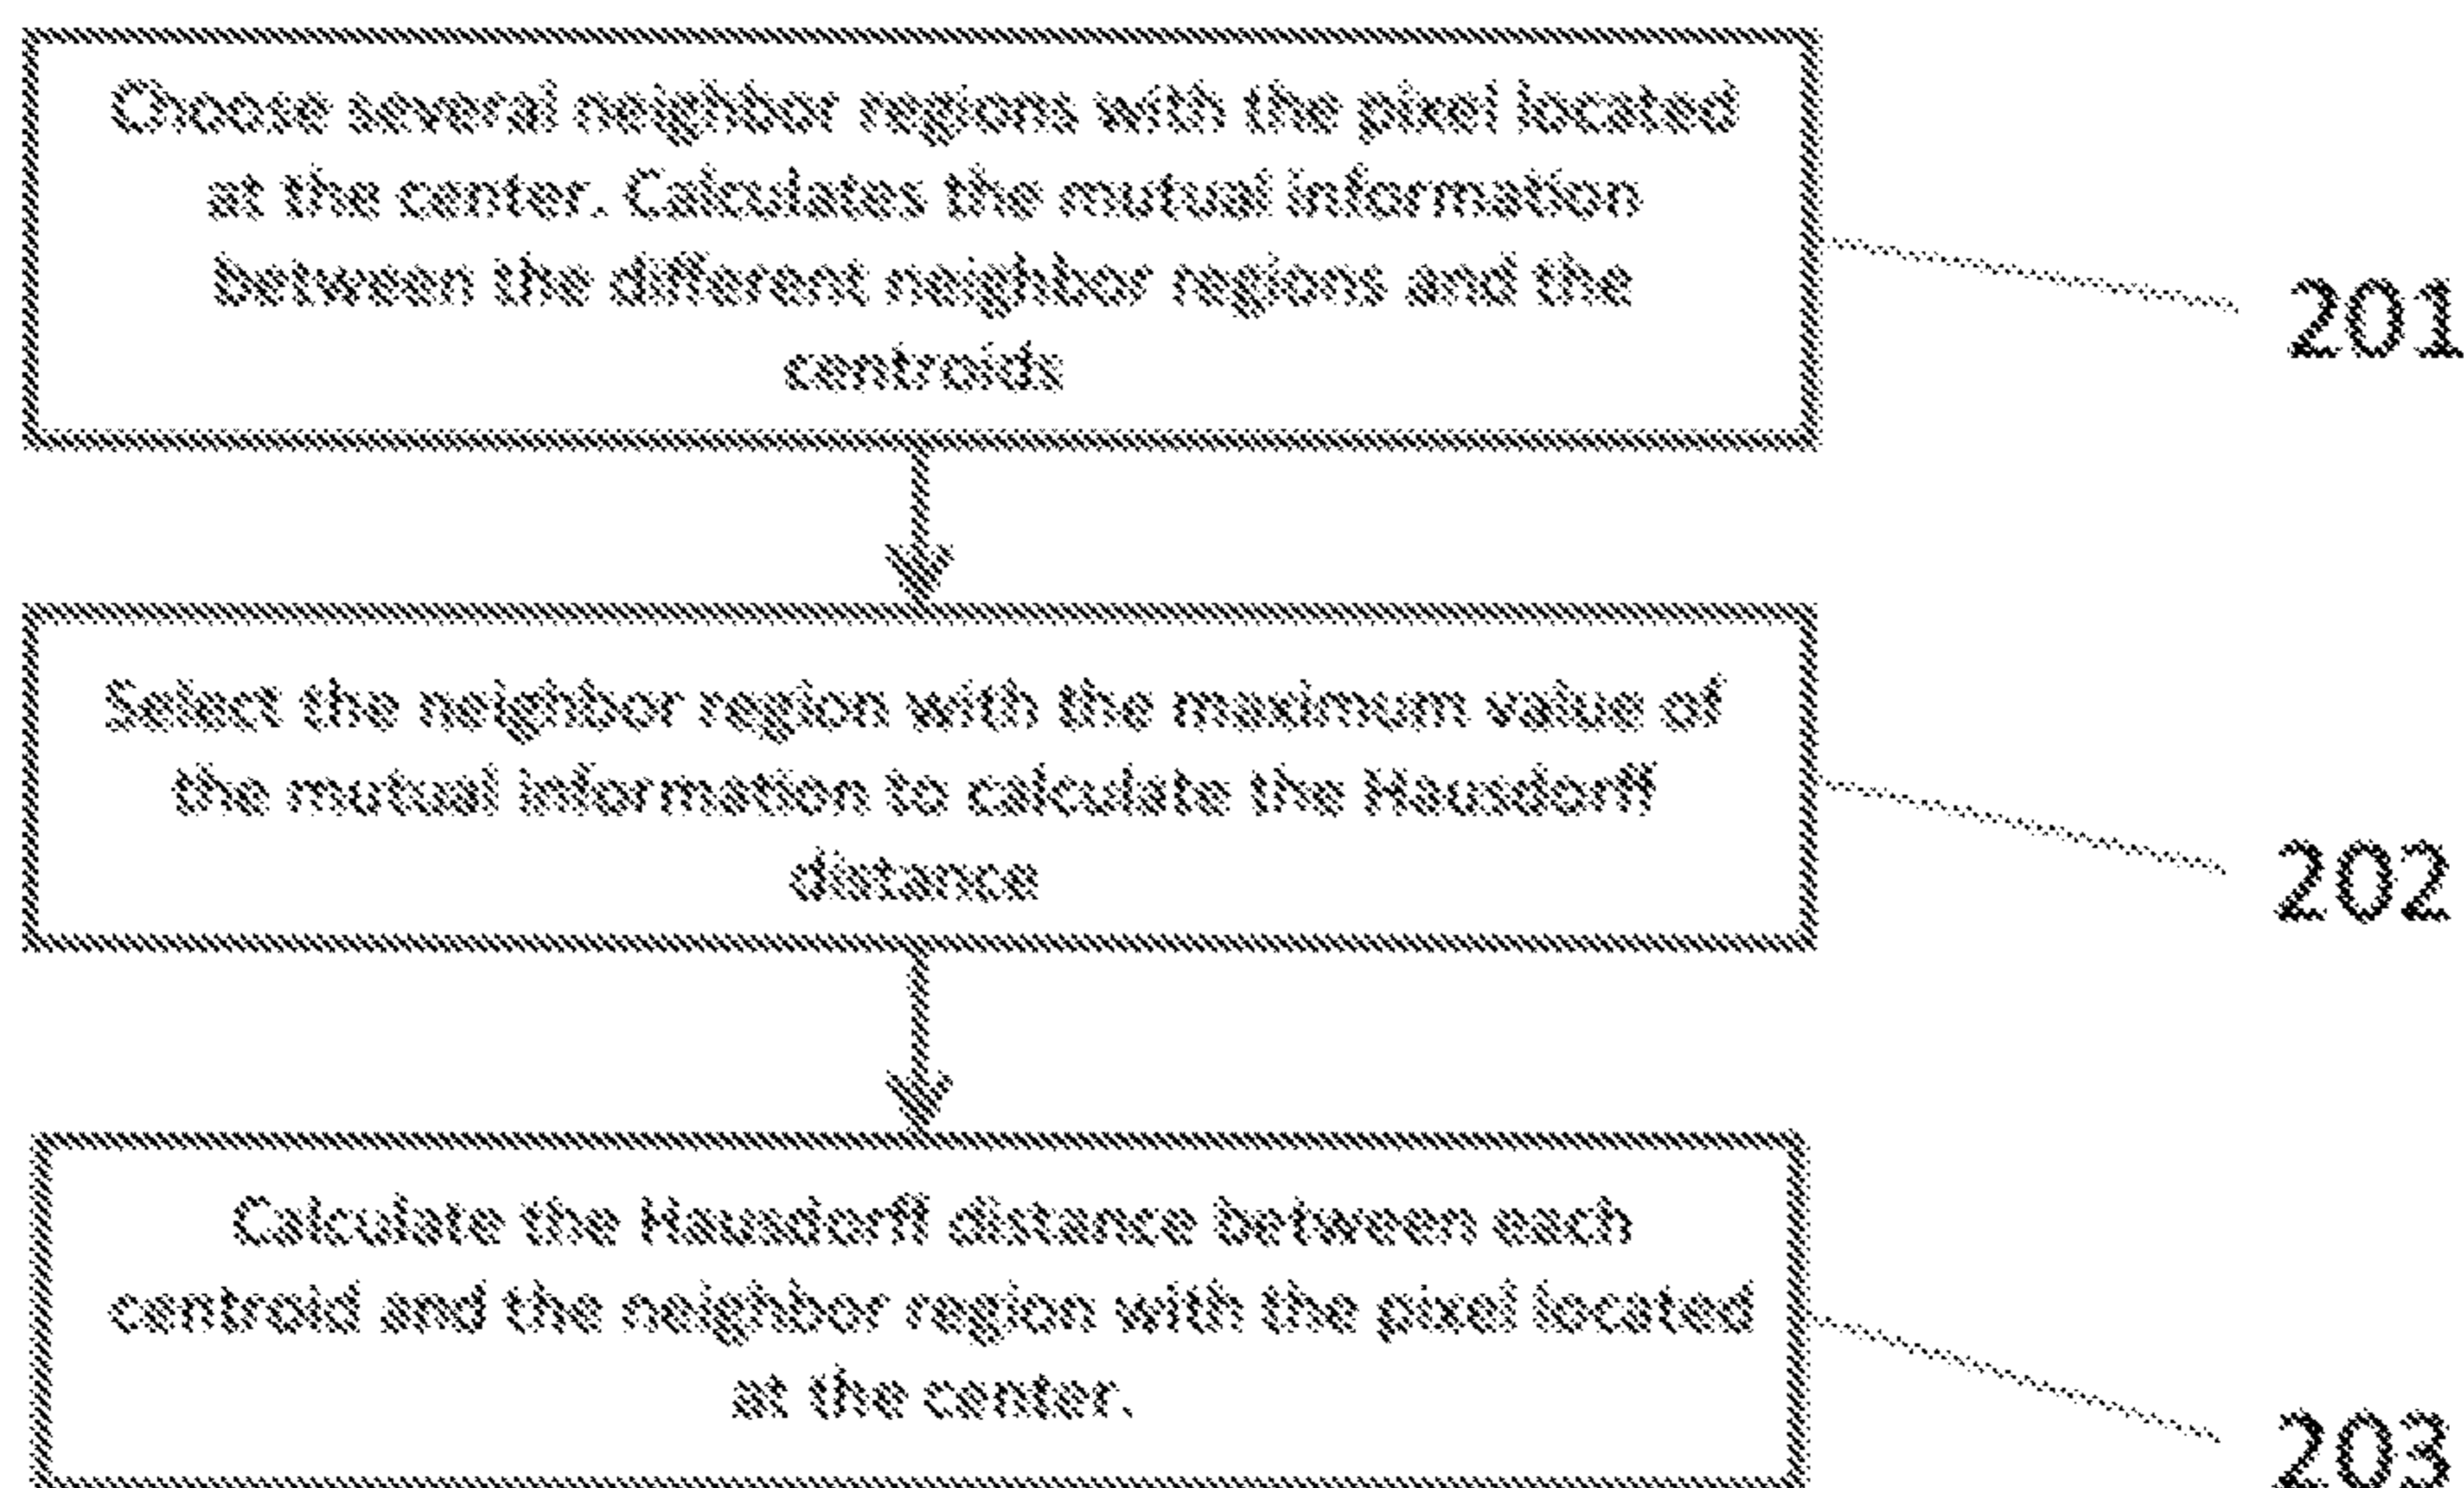 Choose several neighbor regions with the pixel located
at the center. Calculates the mutual information
between the different neighbor regions and the
centroids
201
Select the neighbor region with the maximum value of
the mutual information to calculate the Hausdorff
distance
202
Calculate the Hausdorff distance between each
centroid and the neighbor region with the pixel located
at the center.
203